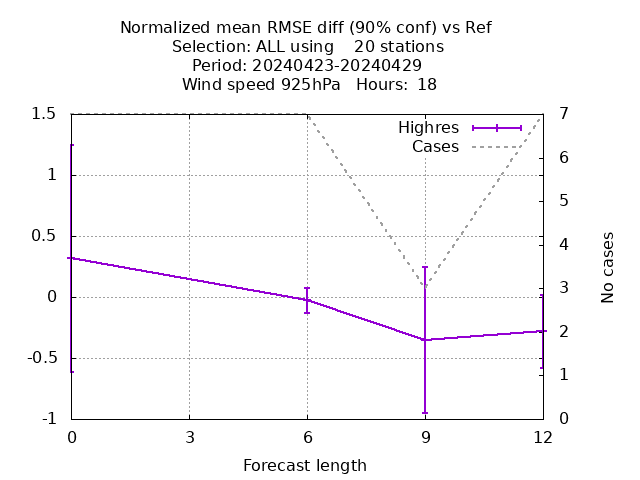 Normalized mean RMSE diff (90% conf) vs Ref
Selection: ALL using    20 stations
Period: 20240423-20240429
Wind speed 925hPa   Hours:  18
Highres
Cases
1.5
1
0.5
0
-0.5
-1
7
6
5
4
3
2
1
0
No cases
0 3 6 9 12
Forecast length